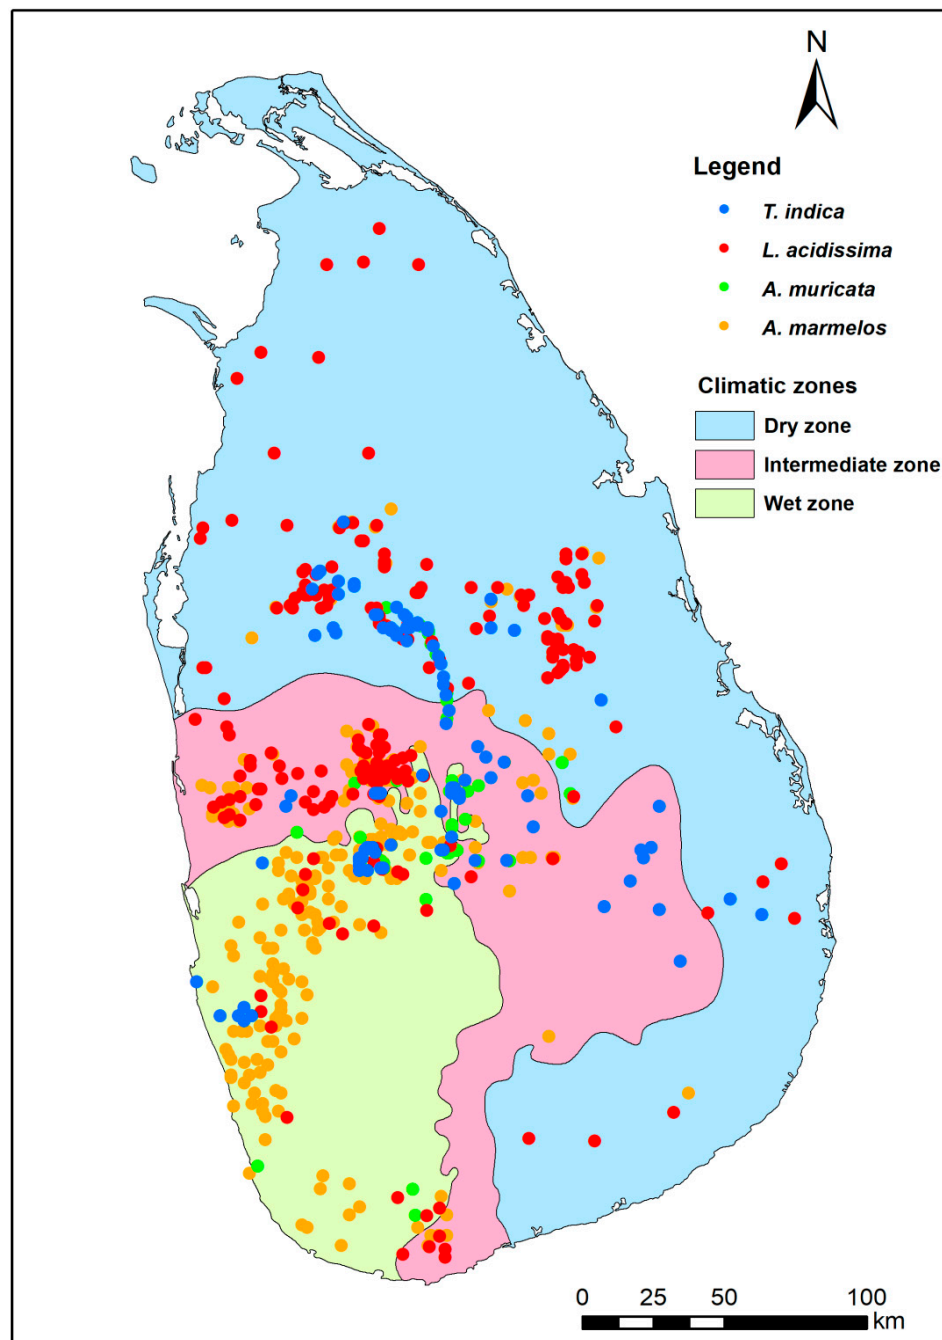 N
Legend
T. indica
L. acidissima
A. muricata
A. marmelos
Climatic zones
Dry zone
Intermediate zone
Wet zone
0 25 50 100
km